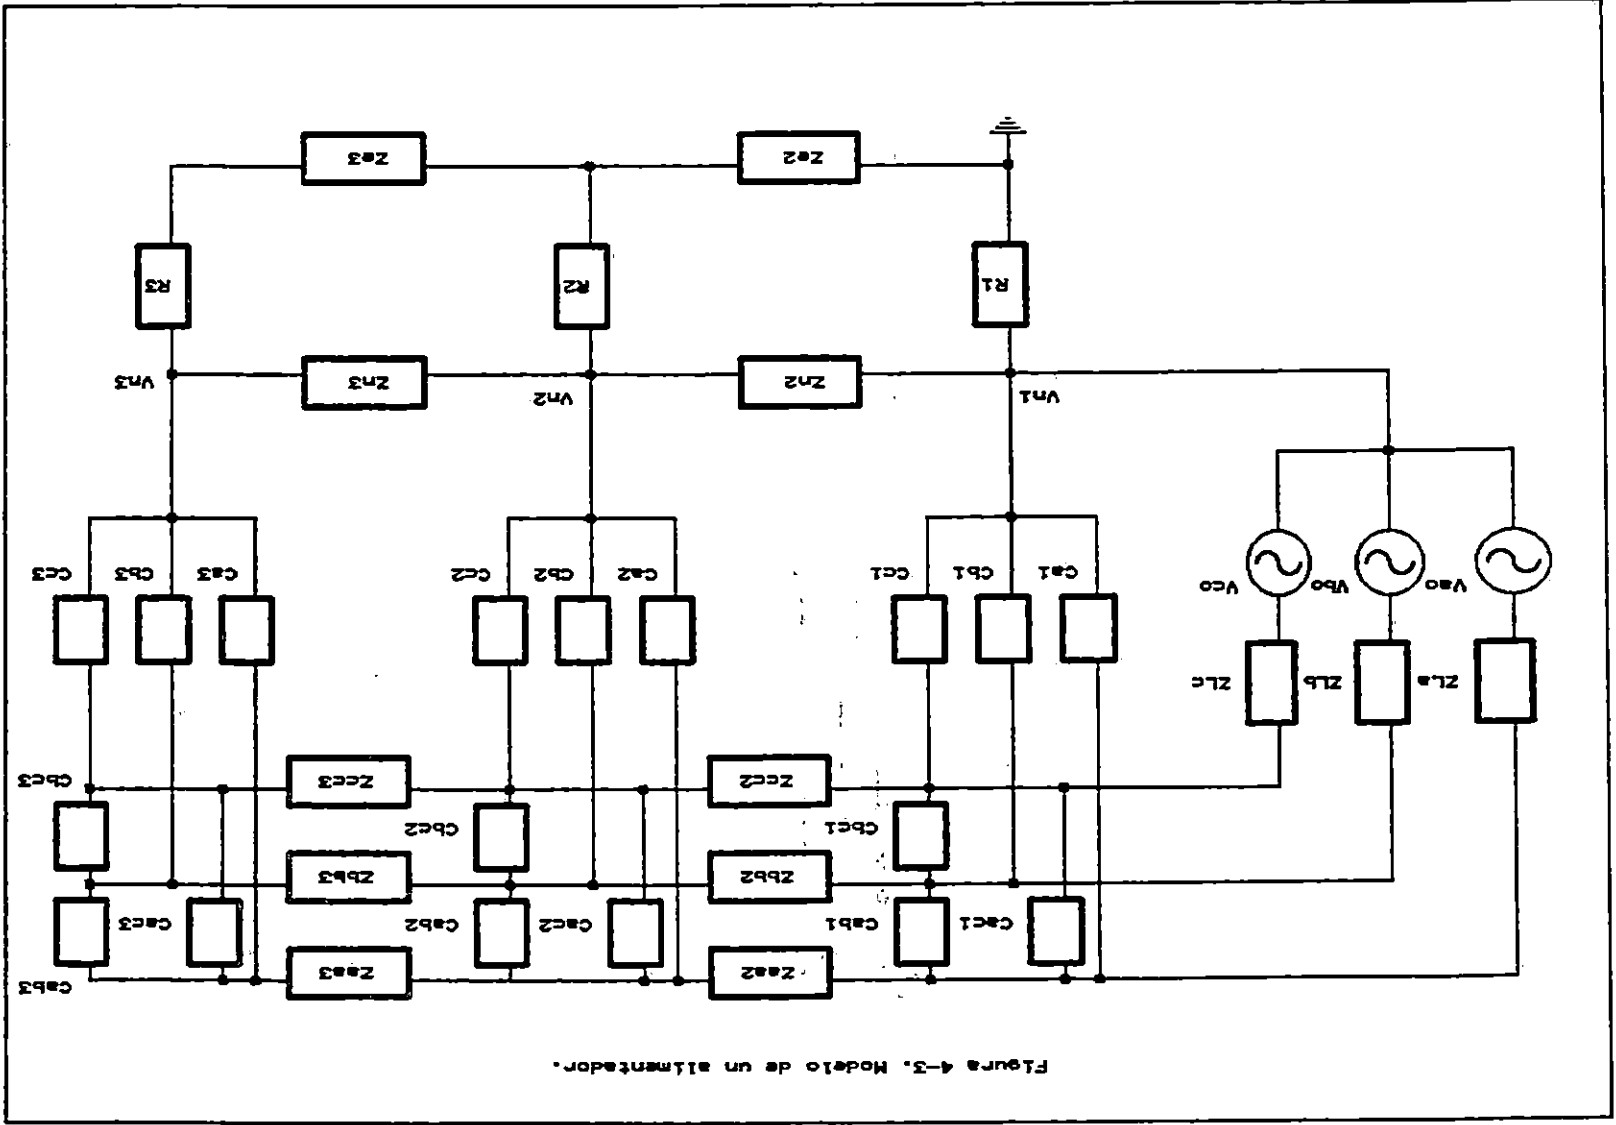 Figura 4-3. Modelo de un alimentador.
Zaa2
Zaa3
Cab3
Cac1
Cab1
Cac2
Cab2
Cac3
Zbb2
Zbb3
Cbc1
Cbc2
Zcc2
Zcc3
Cbc3
ZLa
ZLb
ZLc
Vao
Vbo
Vco
Ca1
Cb1
Cc1
Ca2
Cb2
Cc2
Ca3
Cb3
Cc3
Vn1
Zn2
Vn2
Zn3
Vn3
R1
R2
R3
Ze2
Ze3